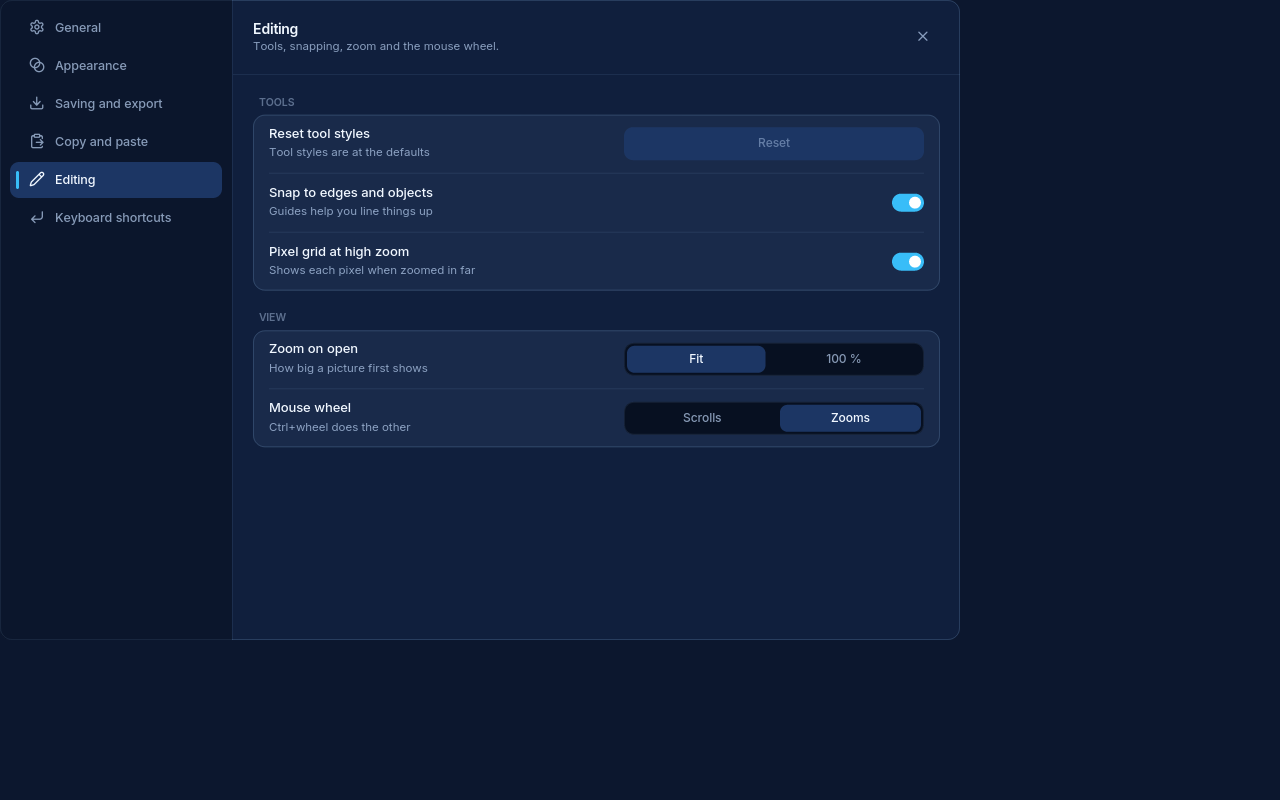 General
Appearance
Saving and export
Copy and paste
Editing
Keyboard shortcuts
Editing
Tools, snapping, zoom and the mouse wheel.
TOOLS
Reset tool styles
Tool styles are at the defaults
Reset
Snap to edges and objects
Guides help you line things up
Pixel grid at high zoom
Shows each pixel when zoomed in far
VIEW
Zoom on open
How big a picture first shows
Fit
100 %
Mouse wheel
Ctrl+wheel does the other
Scrolls
Zooms